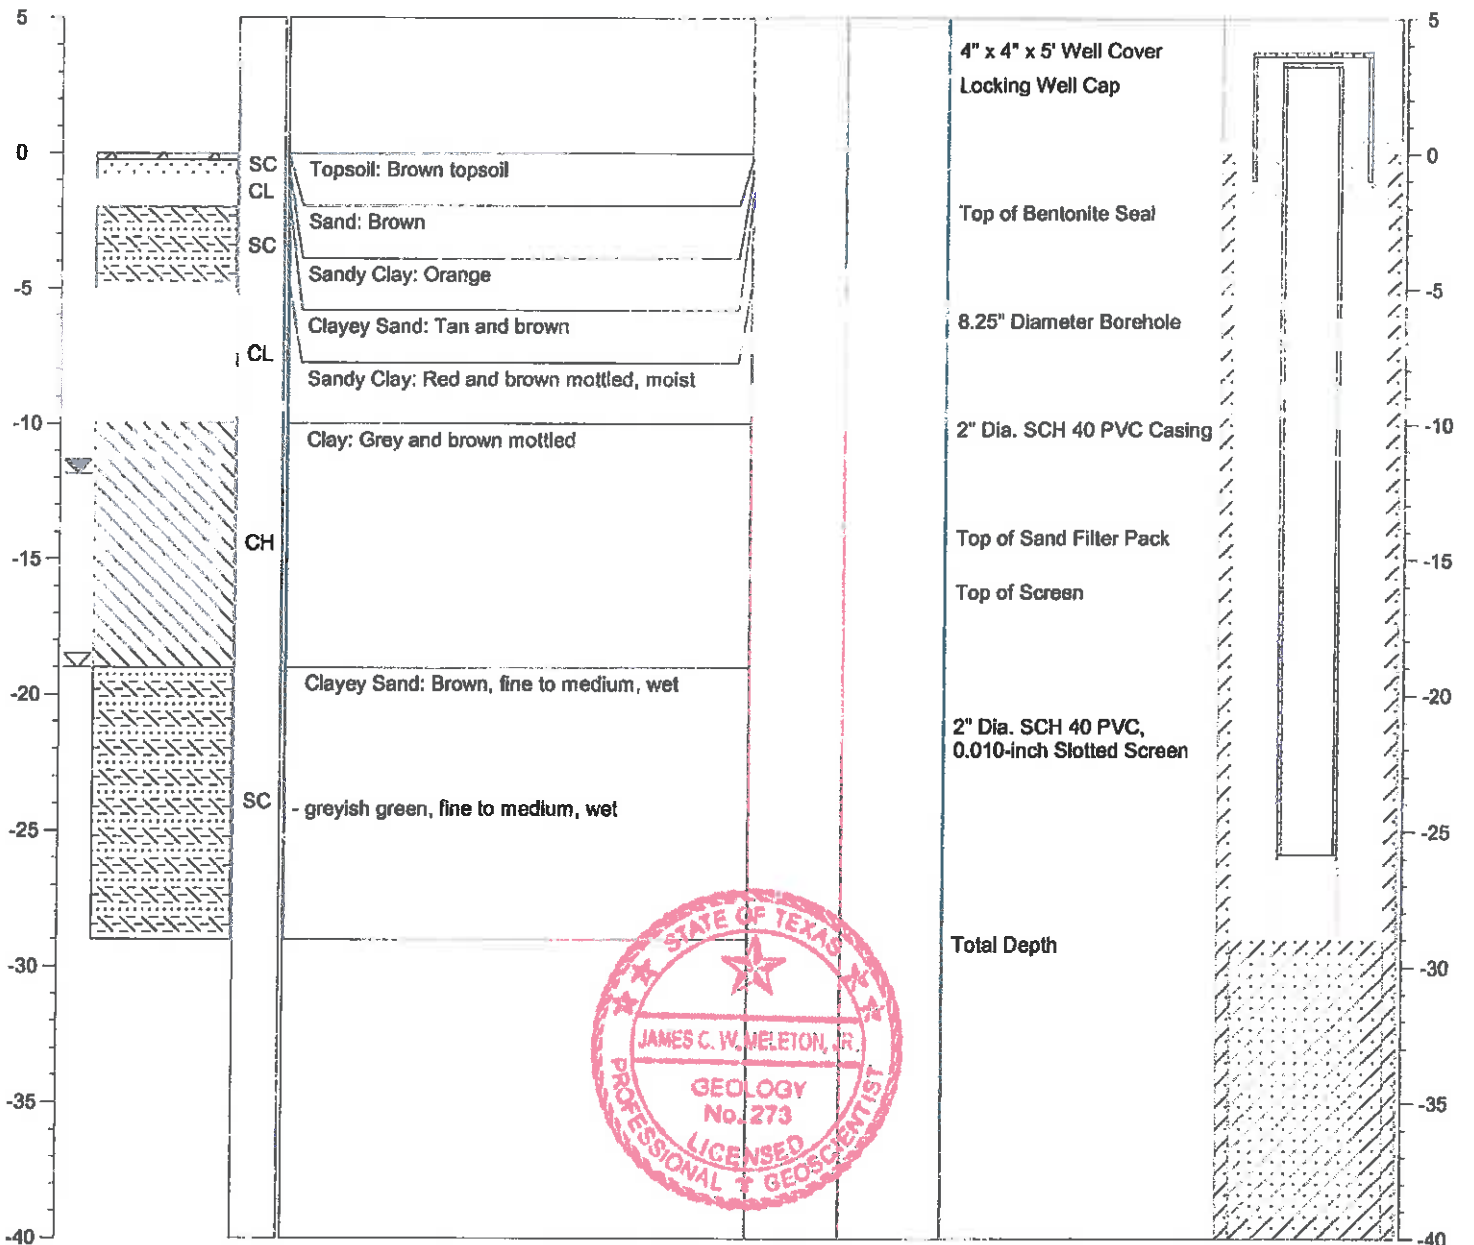 5
5
4" x 4" x 5' Well Cover
Locking Well Cap
0
0
SC
Topsoil: Brown topsoil
CL
Sand: Brown
Top of Bentonite Seal
SC
Sandy Clay: Orange
-5
-5
Clayey Sand: Tan and brown
8.25" Diameter Borehole
CL
Sandy Clay: Red and brown mottled, moist
-10
-10
Clay: Grey and brown mottled
2" Dia. SCH 40 PVC Casing
CH
Top of Sand Filter Pack
-15
-15
Top of Screen
Clayey Sand: Brown, fine to medium, wet
-20
-20
2" Dia. SCH 40 PVC,
0.010-inch Slotted Screen
SC
- greyish green, fine to medium, wet
-25
-25
Total Depth
-30
-30
STATE OF TEXAS
JAMES C. W. MELETON, JR.
GEOLOGY
No. 273
LICENSED
PROFESSIONAL GEOSCIENTIST
-35
-35
-40
-40